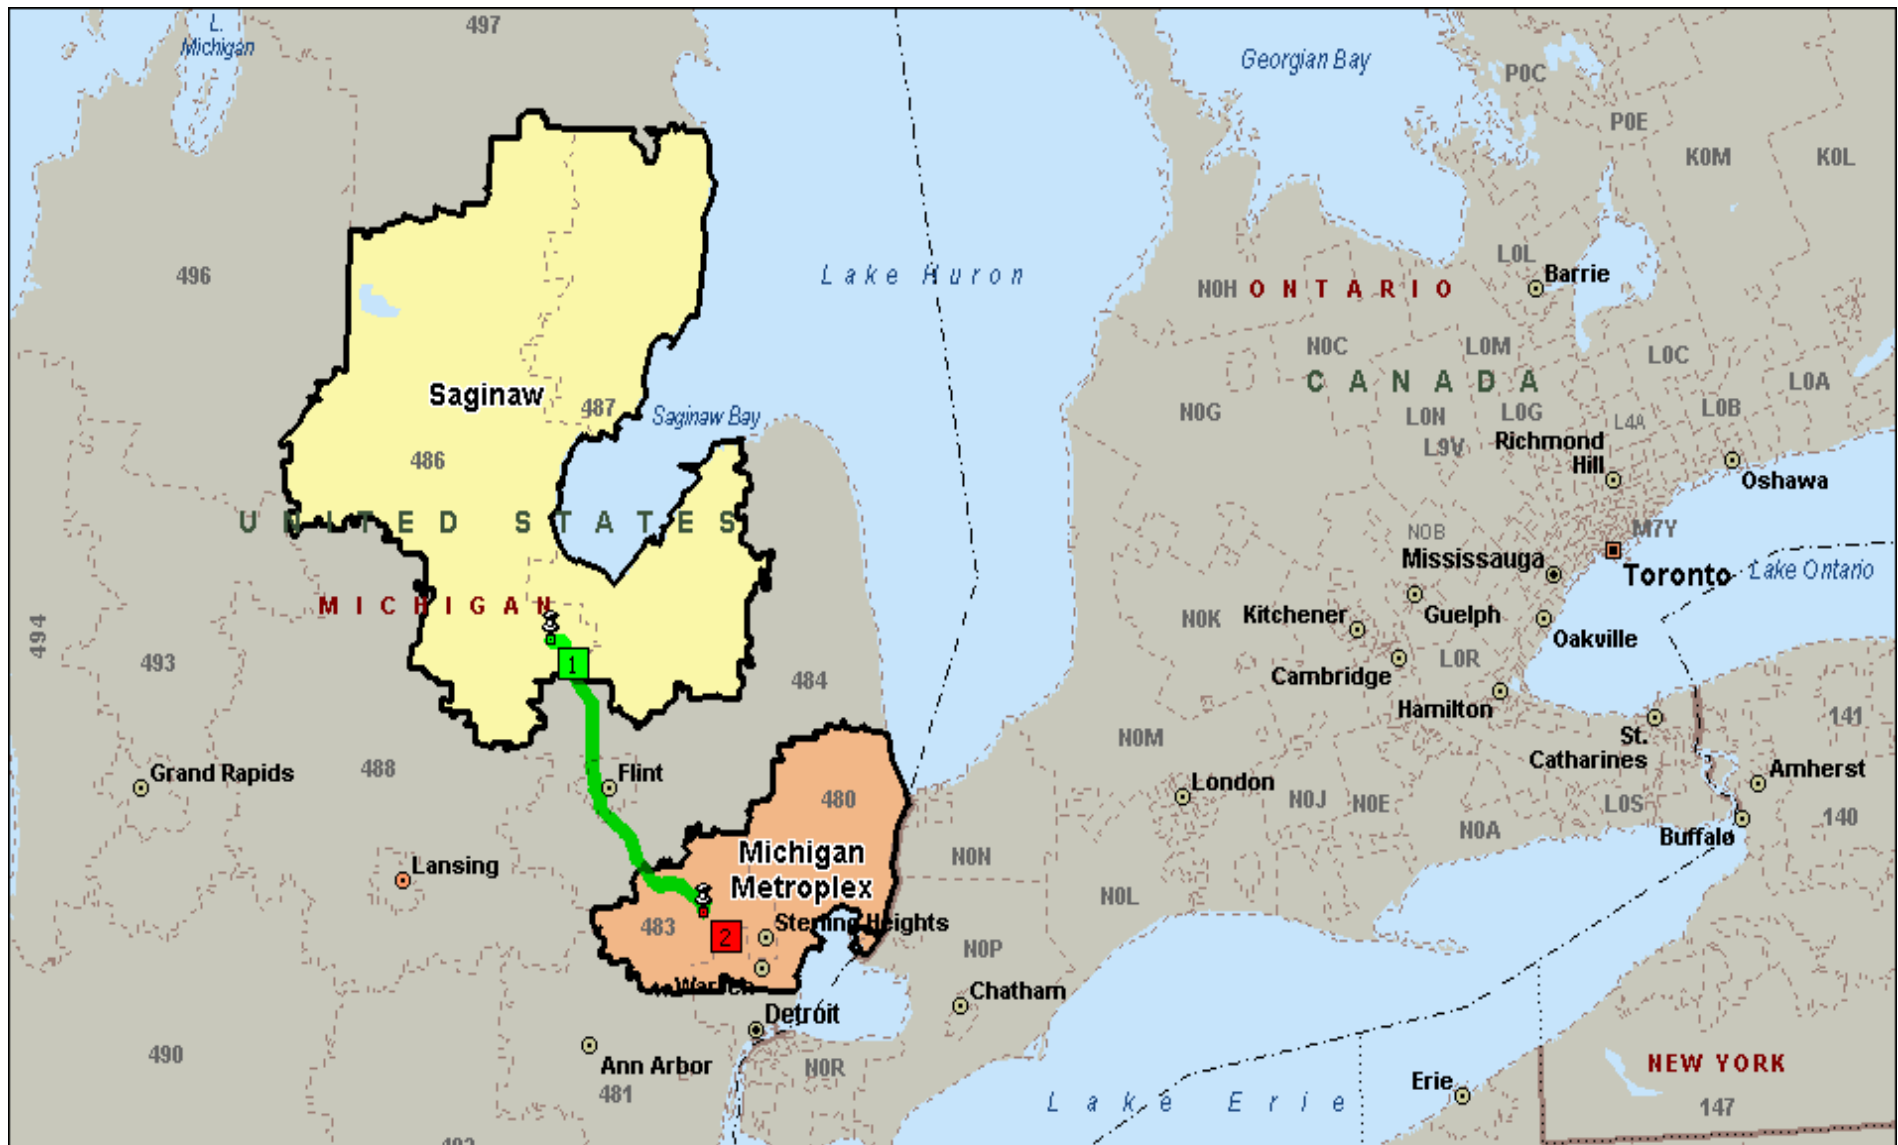 497
L.
Michigan
Georgian Bay
P0C
P0E
K0M
K0L
496
Lake Huron
L0L
Barrie
N0H
ONTARIO
N0C
L0M
L0C
CANADA
L0A
Saginaw
487
Saginaw Bay
N0G
L0N
L0G
L4A
L0B
L9V
Richmond
Hill
486
Oshawa
UNITED STATES
N0B
M7Y
Mississauga
Toronto
Lake Ontario
MICHIGAN
494
493
1
N0K
Kitchener
Guelph
Oakville
Cambridge
L0R
484
Hamilton
141
N0M
St.
Catharines
Grand Rapids
488
Flint
480
London
N0J
N0E
L0S
Amherst
140
N0A
Buffalo
Michigan
Metroplex
N0N
Lansing
N0L
483
2
Sterling Heights
N0P
Warren
Chatham
Detroit
490
Ann Arbor
481
N0R
NEW YORK
Erie
Lake Erie
147